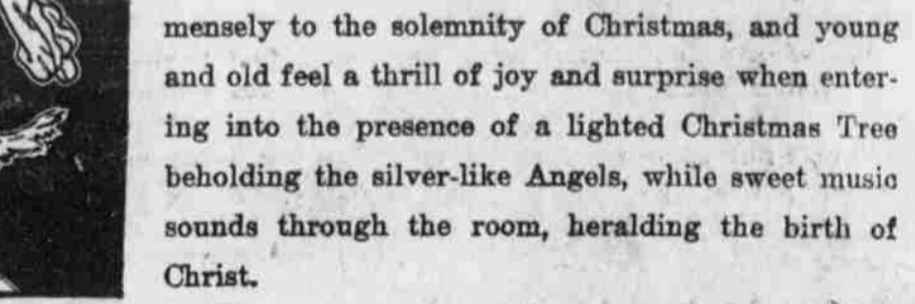 mensely to the solemnity of Christmas, and young
and old feel a thrill of joy and surprise when enter-
ing into the presence of a lighted Christmas Tree
beholding the silver-like Angels, while sweet music
sounds through the room, heralding the birth of
Christ.